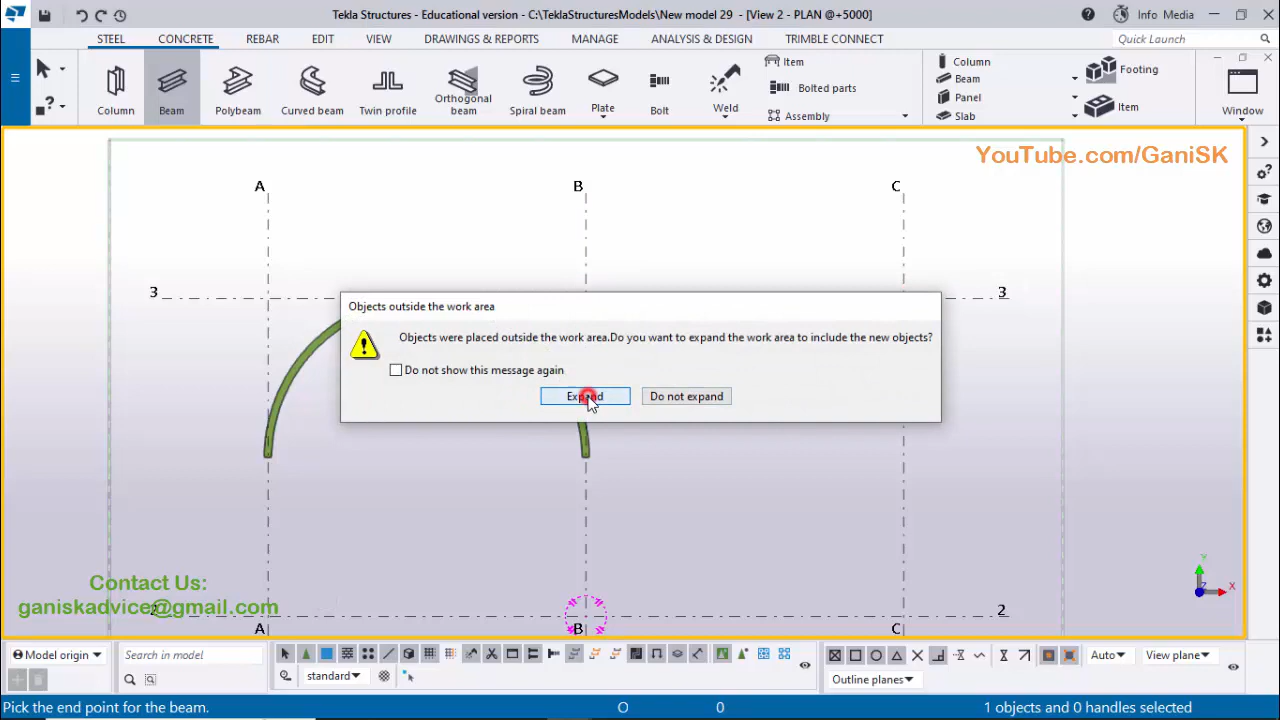 Tekla Structures - Educational version - C:\TeklaStructuresModels\New model 29 - [View 2 - PLAN @+5000]
Info Media
STEEL CONCRETE REBAR EDIT VIEW DRAWINGS & REPORTS MANAGE ANALYSIS & DESIGN TRIMBLE CONNECT
Quick Launch
Column
Beam
Polybeam
Curved beam
Twin profile
Orthogonal
beam
Spiral beam
Plate
Bolt
Weld
Item
Bolted parts
Assembly
Column
Beam
Panel
Slab
Footing
Item
Window
YouTube.com/GaniSK
A B C
3 3
Objects outside the work area
Objects were placed outside the work area.Do you want to expand the work area to include the new objects?
Do not show this message again
Expand Do not expand
Contact Us:
ganiskadvice@gmail.com
2 2
A B C
Y
X
Z
Model origin
Search in model
standard
Auto
View plane
Outline planes
Pick the end point for the beam.
O 0
1 objects and 0 handles selected